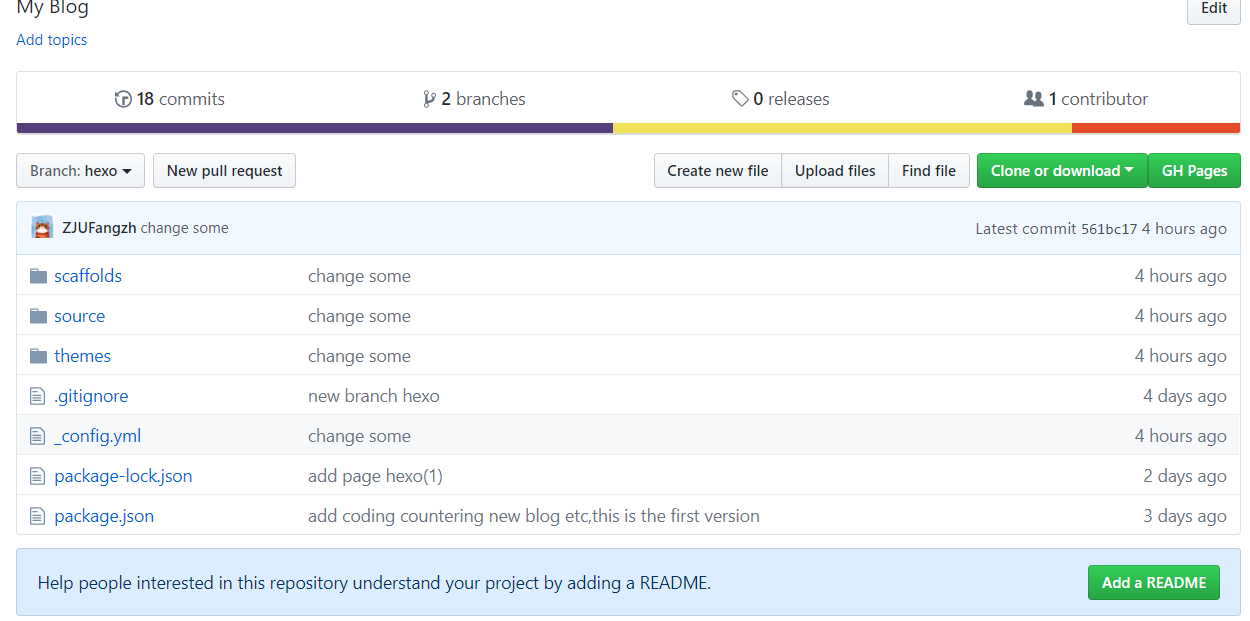 My Blog
Edit
Add topics
18 commits
2 branches
0 releases
1 contributor
Branch: hexo
New pull request
Create new file
Upload files
Find file
Clone or download
GH Pages
ZJUFangzh change some
Latest commit 561bc17 4 hours ago
scaffolds change some 4 hours ago
source change some 4 hours ago
themes change some 4 hours ago
.gitignore new branch hexo 4 days ago
_config.yml change some 4 hours ago
package-lock.json add page hexo(1) 2 days ago
package.json add coding countering new blog etc,this is the first version 3 days ago
Help people interested in this repository understand your project by adding a README.
Add a README